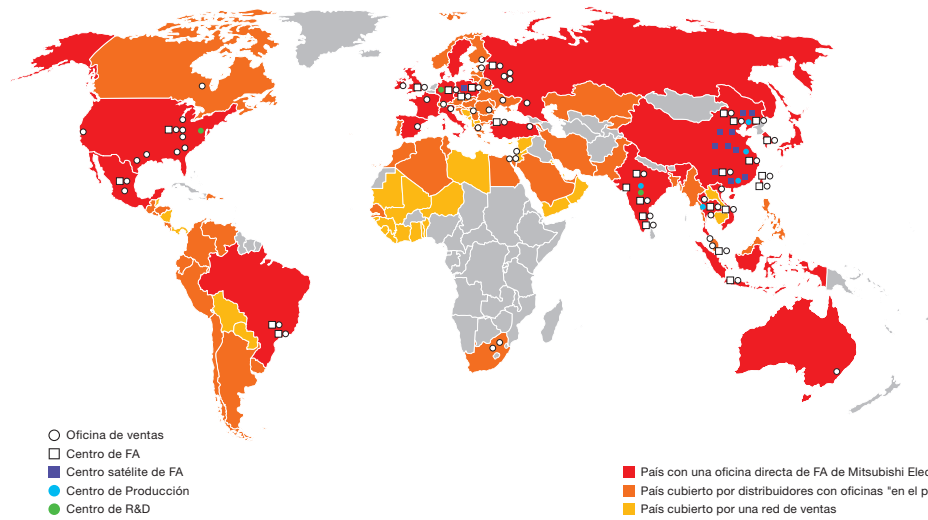 Oficina de ventas
Centro de FA
Centro satélite de FA
Centro de Producción
Centro de R&D
País con una oficina directa de FA de Mitsubishi Elec
País cubierto por distribuidores con oficinas "en el p
País cubierto por una red de ventas